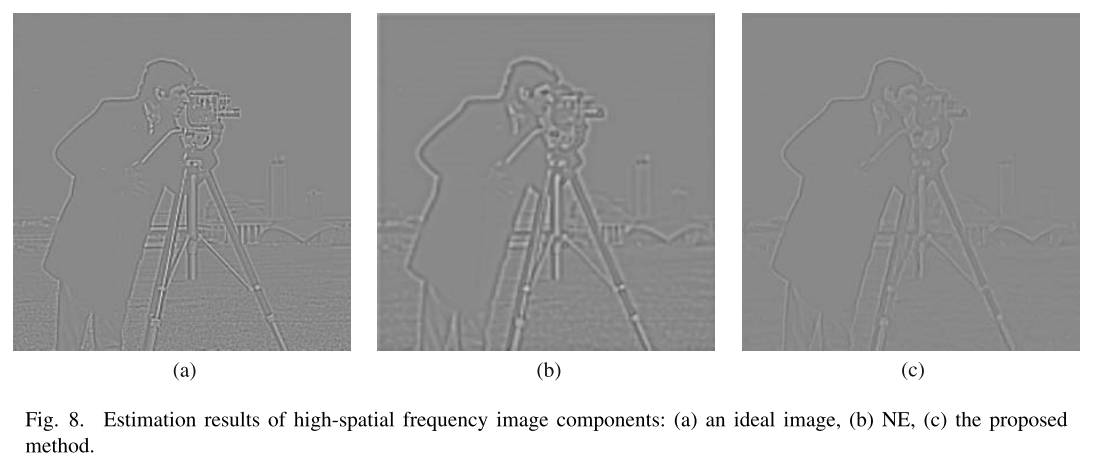 (a)
(b)
(c)
Fig. 8. Estimation results of high-spatial frequency image components: (a) an ideal image, (b) NE, (c) the proposed
method.